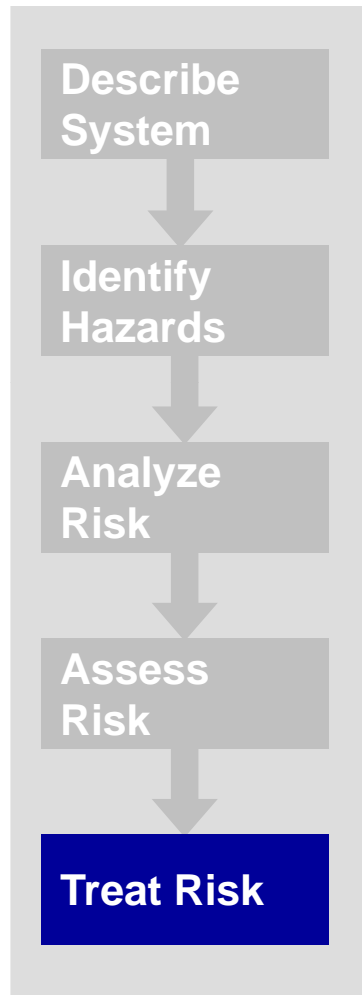 Describe
System
Identify
Hazards
Analyze
Risk
Assess
Risk
Treat Risk